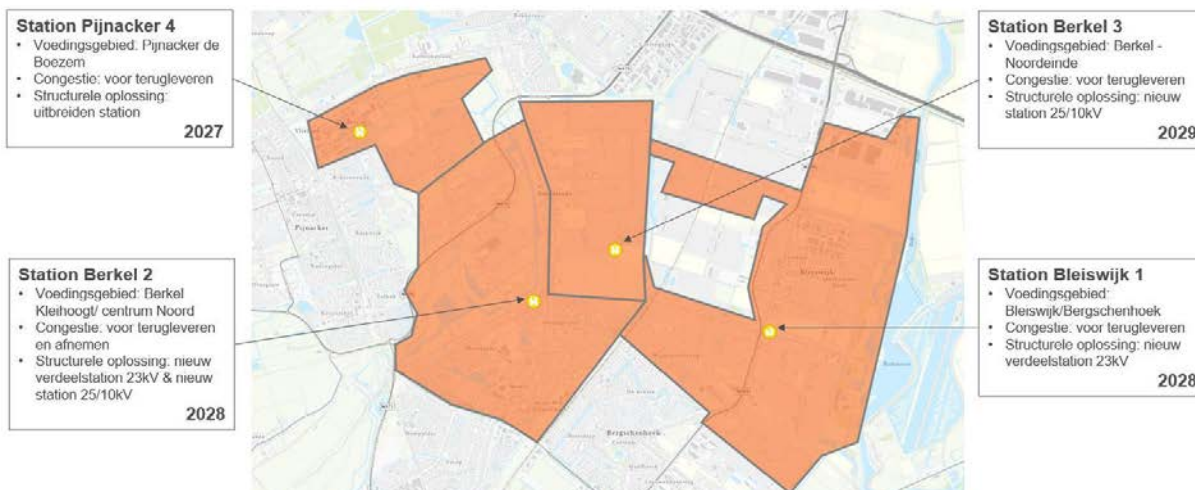 Station Pijnacker 4
• Voedingsgebied: Pijnacker de
Boezem
• Congestie: voor terugleveren
• Structurele oplossing:
uitbreiden station
2027
Station Berkel 3
• Voedingsgebied: Berkel -
Noordeinde
• Congestie: voor terugleveren
• Structurele oplossing: nieuw
station 25/10kV
2029
Station Berkel 2
• Voedingsgebied: Berkel
Kleihoogt/ centrum Noord
• Congestie: voor terugleveren
en afnemen
• Structurele oplossing: nieuw
verdeelstation 23kV & nieuw
station 25/10kV
2028
Station Bleiswijk 1
• Voedingsgebied:
Bleiswijk/Bergschenhoek
• Congestie: voor terugleveren
• Structurele oplossing: nieuw
verdeelstation 23kV
2028
Pijnacker
Bleiswijk
Bergschenhoek